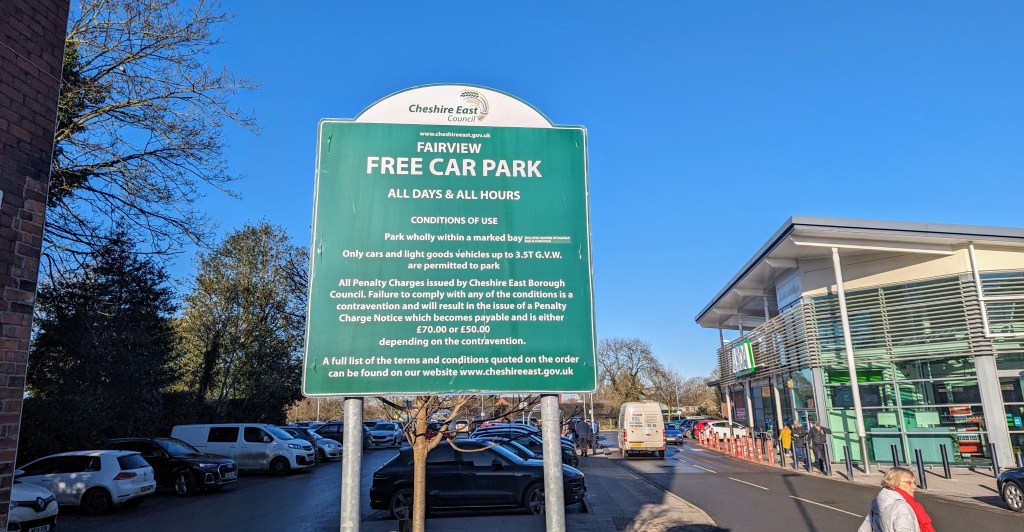 Cheshire East
Council
www.cheshireeast.gov.uk
FAIRVIEW
FREE CAR PARK
ALL DAYS & ALL HOURS
CONDITIONS OF USE
Park wholly within a marked bay
Only cars and light goods vehicles up to 3.5T G.V.W.
are permitted to park
All Penalty Charges issued by Cheshire East Borough
Council. Failure to comply with any of the conditions is a
contravention and will result in the issue of a Penalty
Charge Notice which becomes payable and is either
£70.00 or £50.00
depending on the contravention.
A full list of the terms and conditions quoted on the order
can be found on our website www.cheshireeast.gov.uk